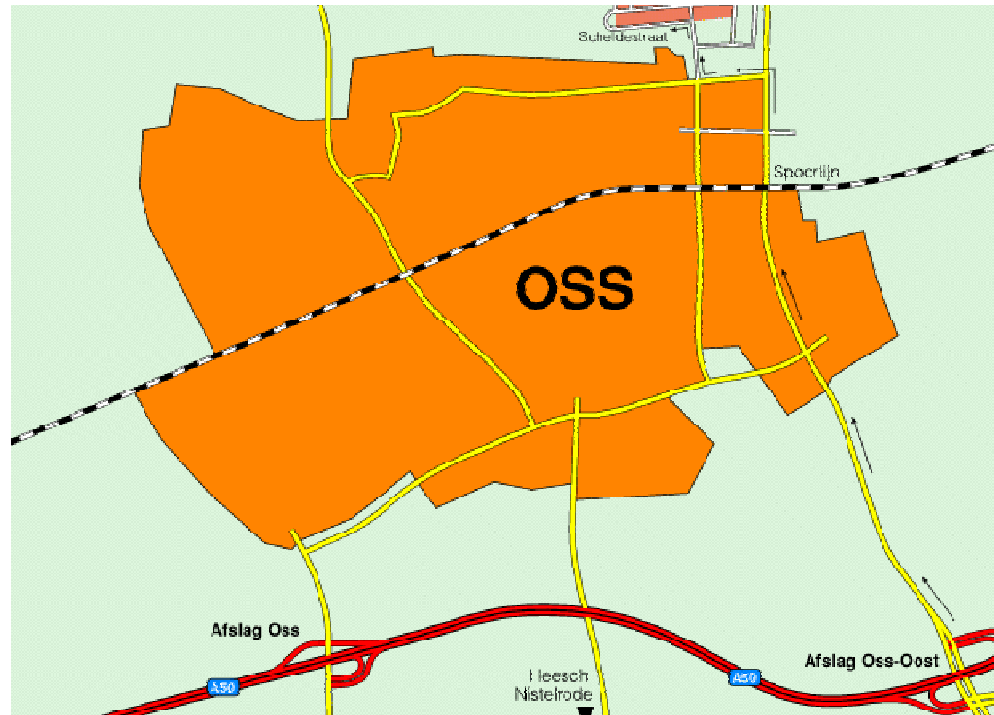 Scheldestraat
Spoorlijn
OSS
Afslag Oss
Afslag Oss-Oost
A50
A50
Heesch
Nistelrode